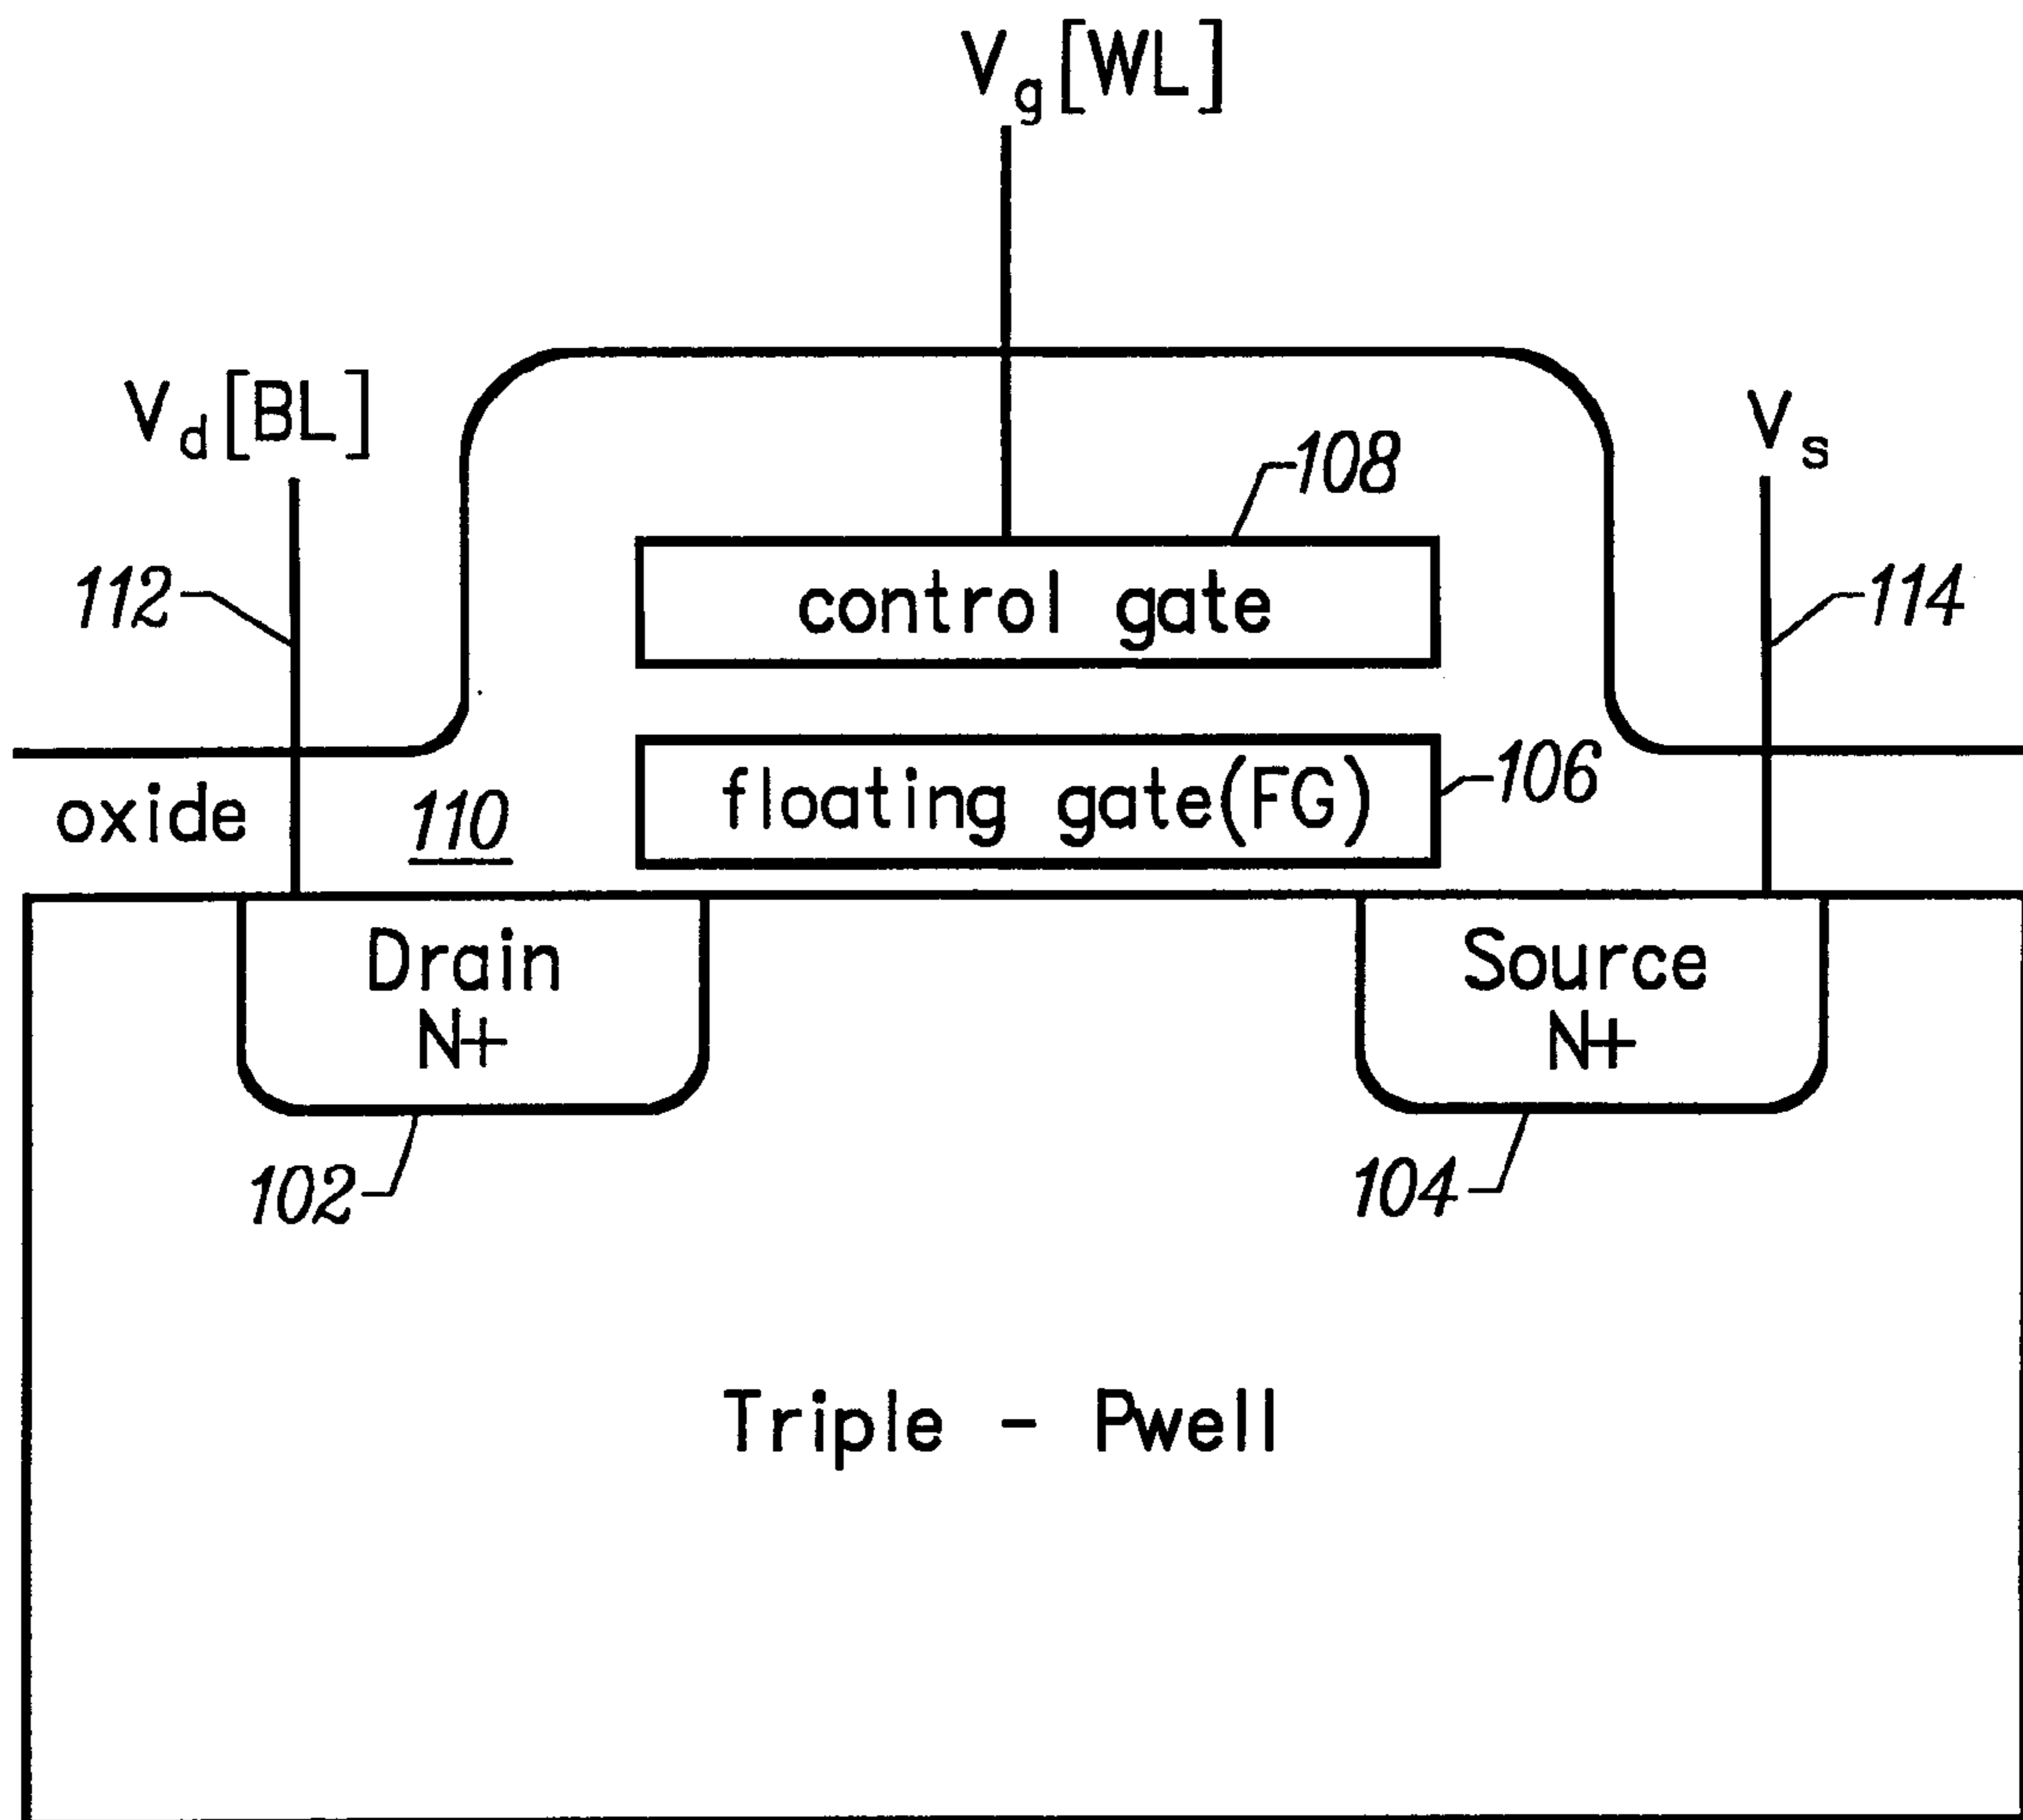 Vg[WL]
Vd[BL]
Vs
108
control gate
112
114
floating gate(FG)
106
oxide
110
Drain
N+
Source
N+
102
104
Triple - Pwell